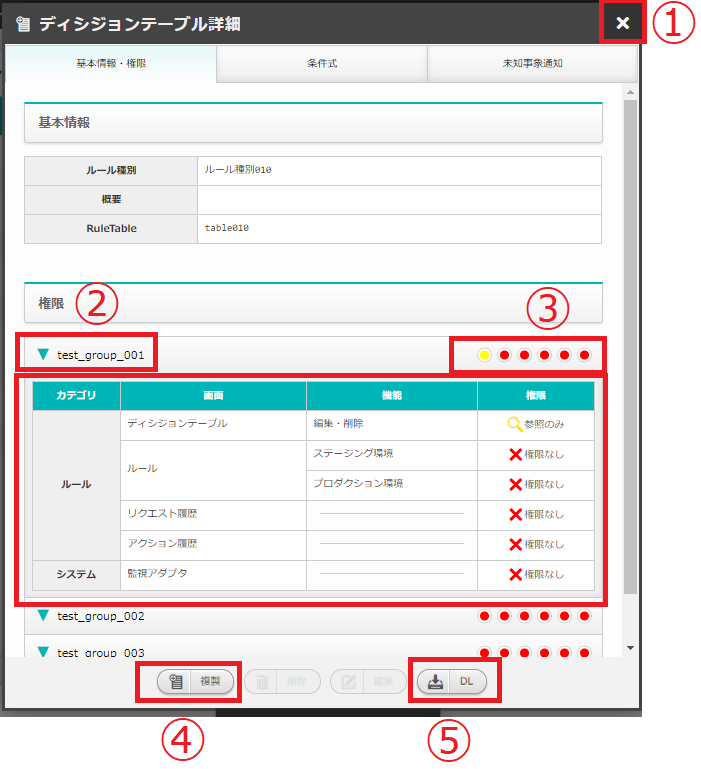 ディシジョンテーブル詳細
①
基本情報・権限 条件式 未知事象通知
基本情報
ルール種別 ルール種別010
概要
RuleTable table010
権限 ② ③
test_group_001
カテゴリ 画面 機能 権限
ルール ディシジョンテーブル 編集・削除 参照のみ
ルール ステージング環境 権限なし
プロダクション環境 権限なし
リクエスト履歴 権限なし
アクション履歴 権限なし
システム 監視アダプタ 権限なし
test_group_002
test_group_003
複製 削除 編集 DL
④ ⑤